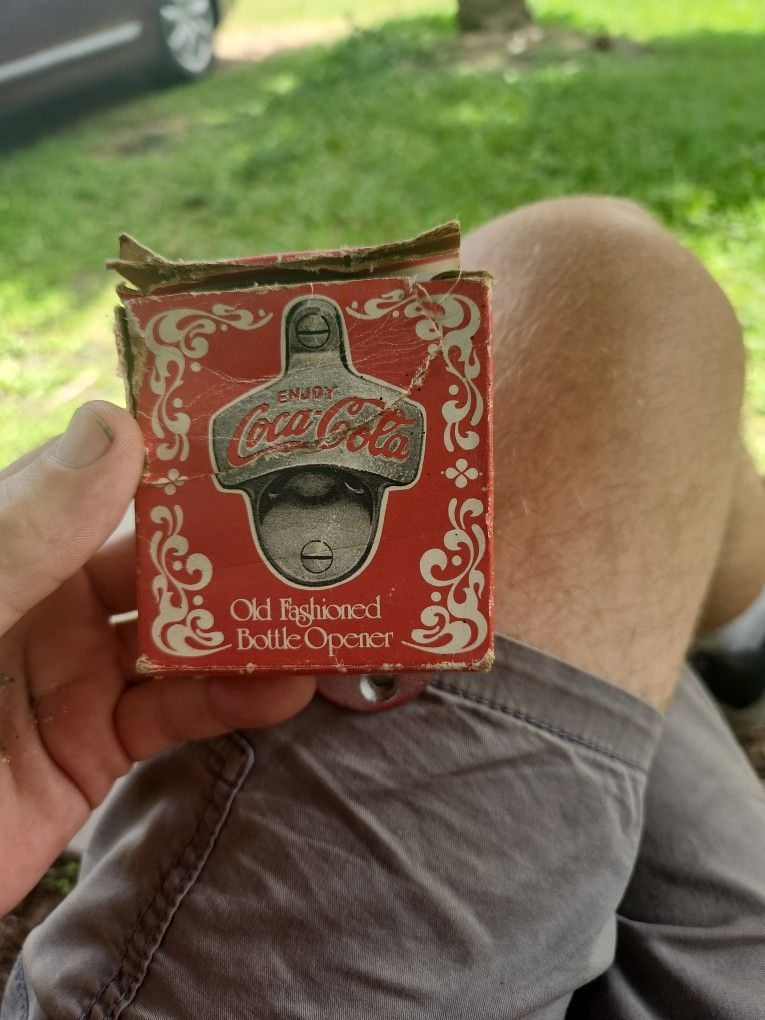 ENJOY
Coca-Cola
Old Fashioned
Bottle Opener